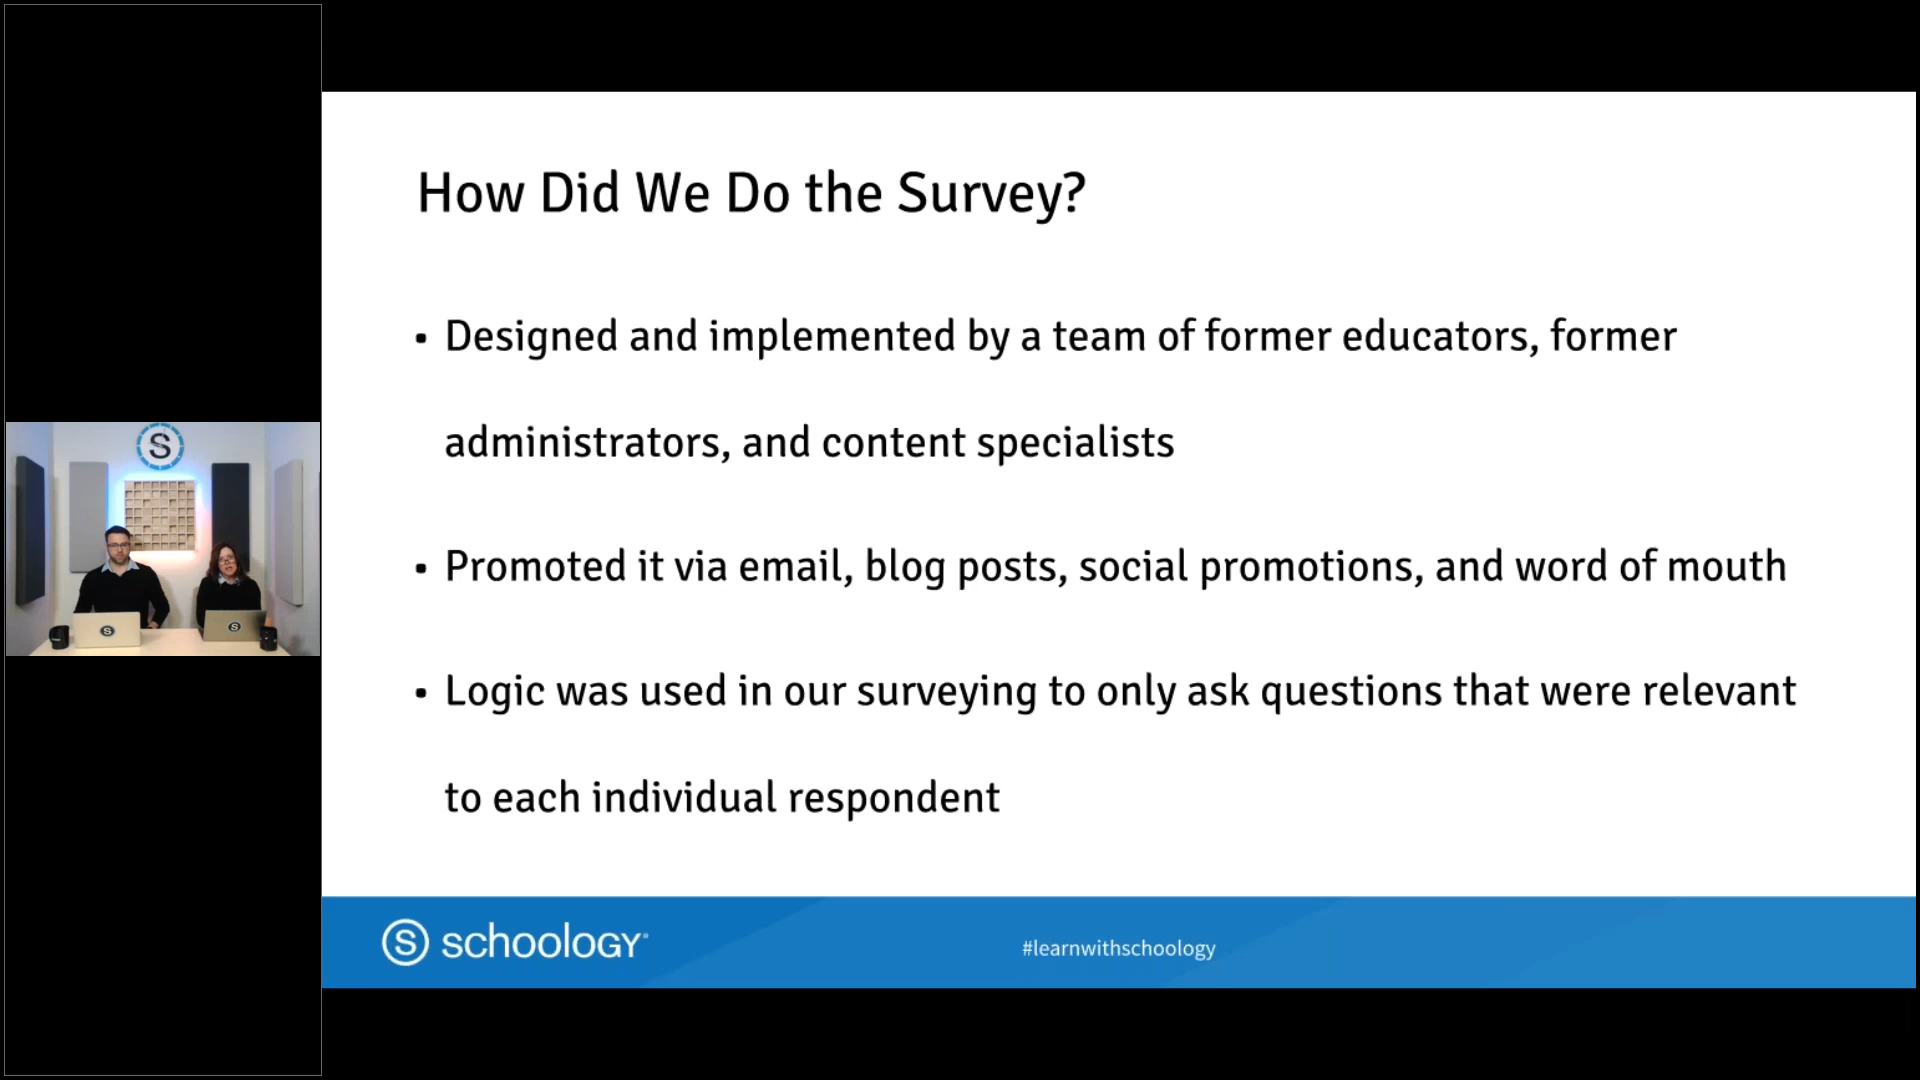 How Did We Do the Survey?
• Designed and implemented by a team of former educators, former
administrators, and content specialists
• Promoted it via email, blog posts, social promotions, and word of mouth
• Logic was used in our surveying to only ask questions that were relevant
to each individual respondent
S schoology®
#learnwithschoology
S
S
S